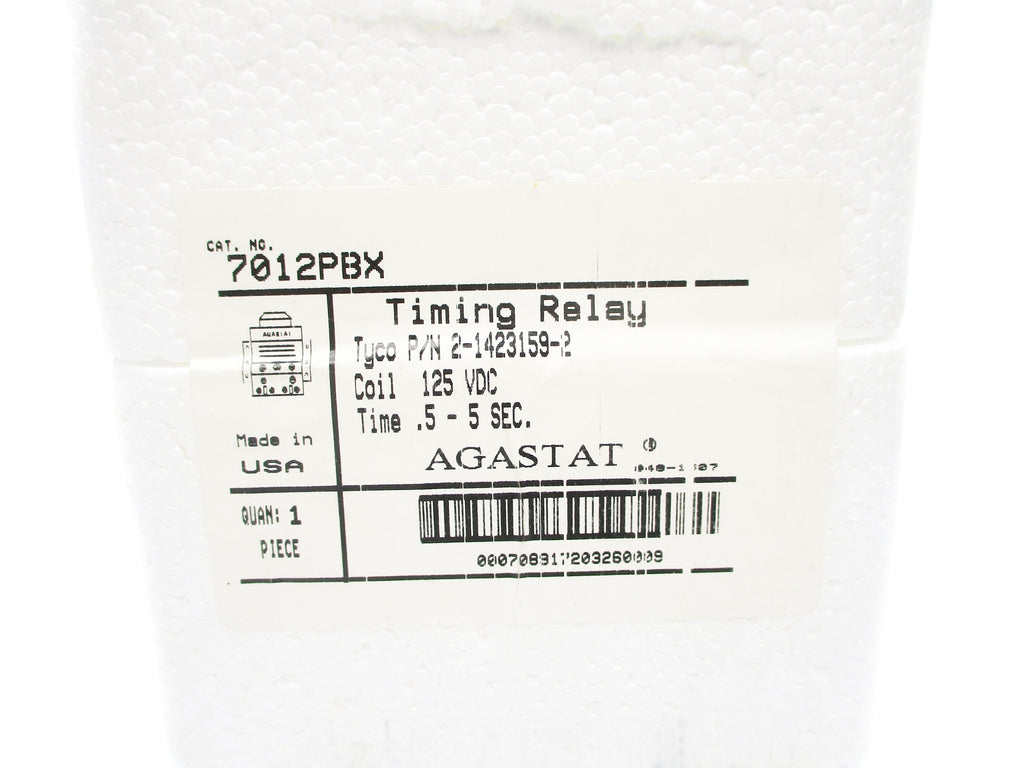 CAT. NO.
7012PBX
Timing Relay
AGASTAT
Tyco P/N 2-1423159-2
Coil 125 VDC
Time .5 - 5 SEC.
Made in
USA
AGASTAT ®
QUAN: 1
PIECE